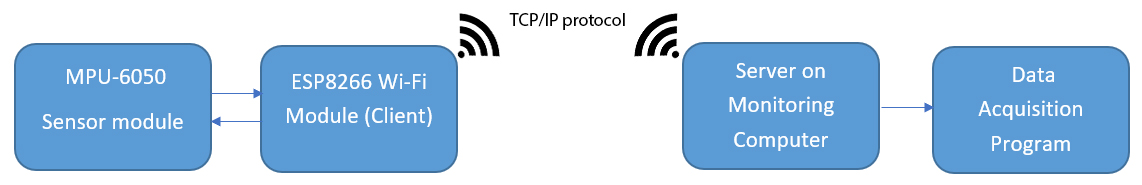 TCP/IP protocol
MPU-6050
Sensor module
ESP8266 Wi-Fi
Module (Client)
Server on
Monitoring
Computer
Data
Acquisition
Program